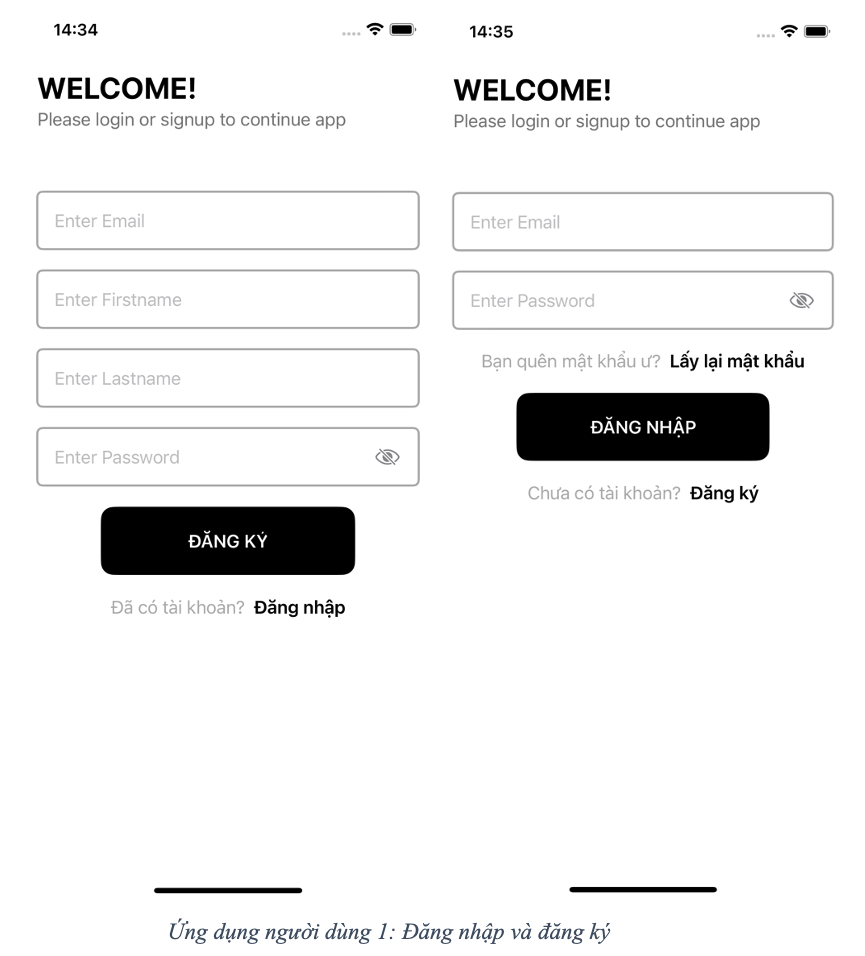 14:34
WELCOME!
Please login or signup to continue app
Enter Email
Enter Firstname
Enter Lastname
Enter Password
ĐĂNG KÝ
Đã có tài khoản? Đăng nhập
14:35
WELCOME!
Please login or signup to continue app
Enter Email
Enter Password
Bạn quên mật khẩu ư? Lấy lại mật khẩu
ĐĂNG NHẬP
Chưa có tài khoản? Đăng ký
Ứng dụng người dùng 1: Đăng nhập và đăng ký